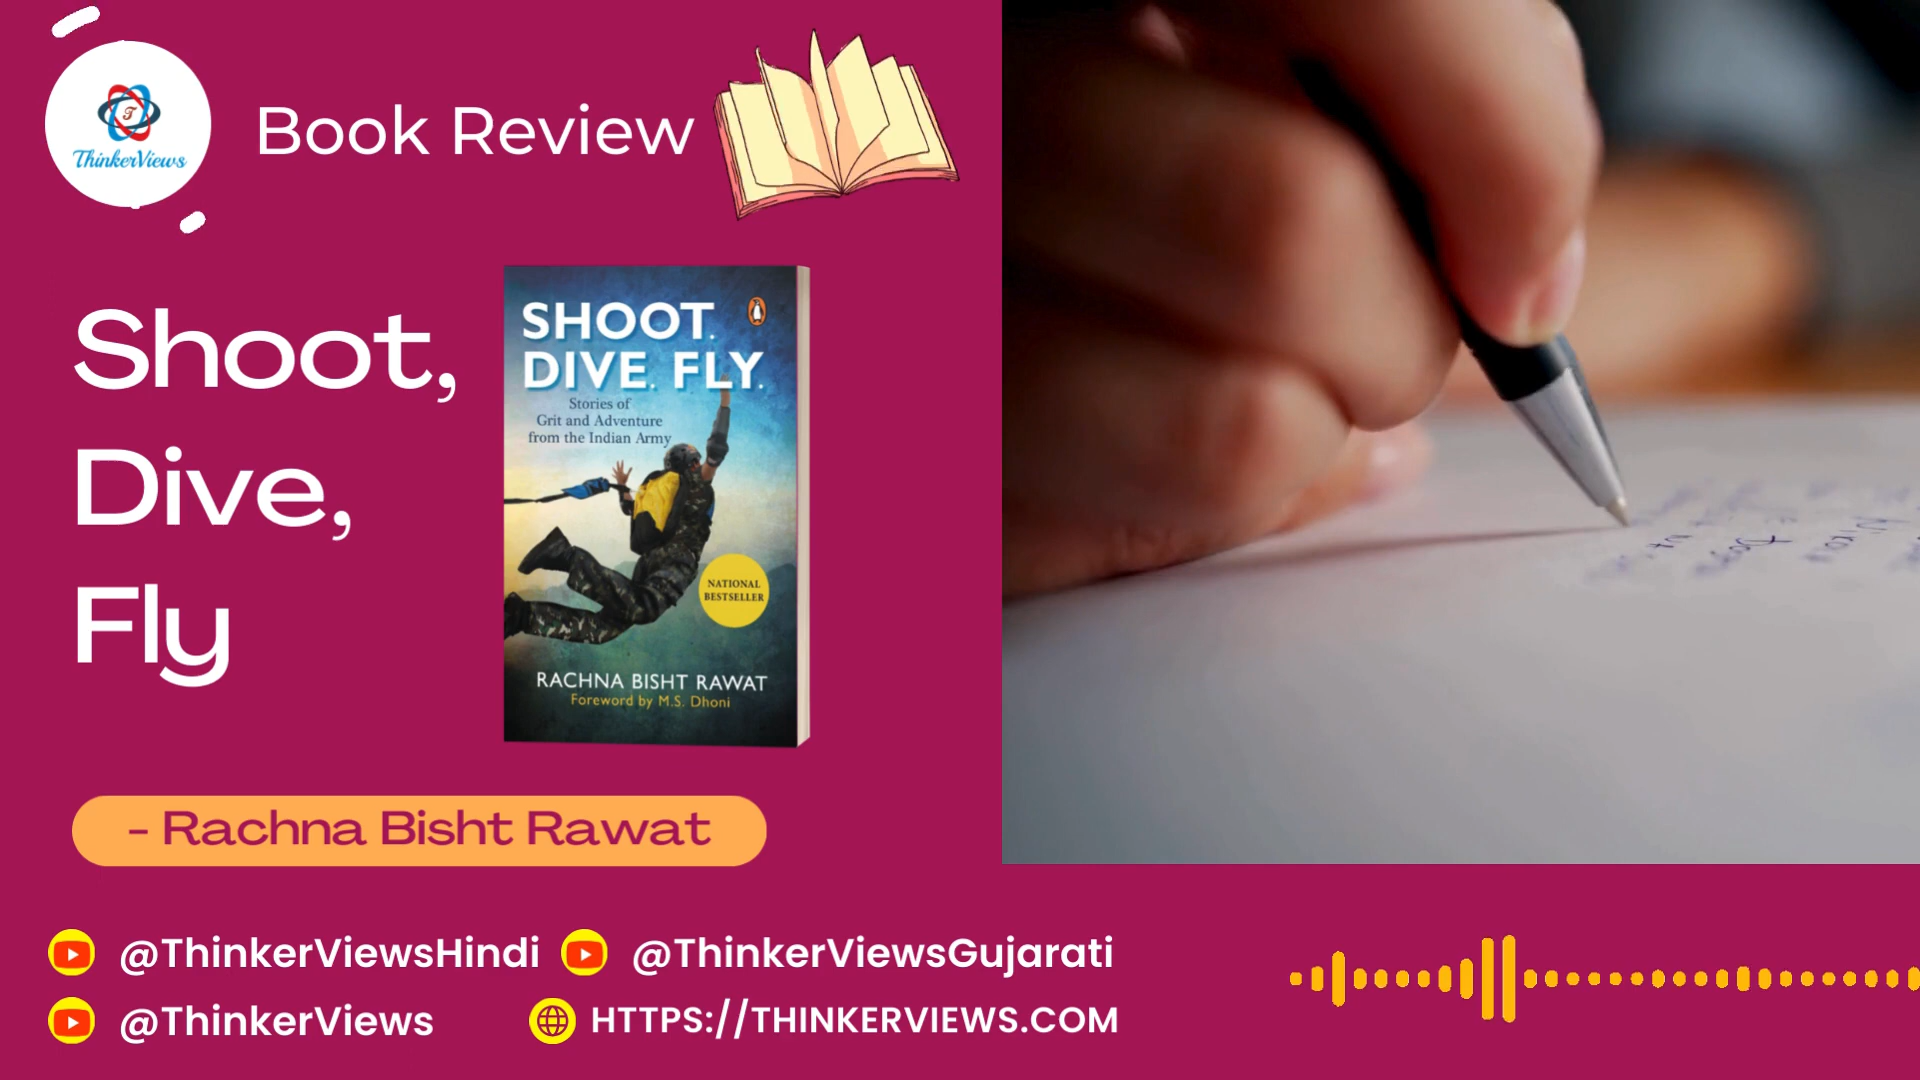 ThinkerViews
Book Review
Shoot,
Dive,
Fly
SHOOT.
DIVE. FLY.
Stories of
Grit and Adventure
from the Indian Army
NATIONAL
BESTSELLER
RACHNA BISHT RAWAT
Foreword by M.S. Dhoni
- Rachna Bisht Rawat
@ThinkerViewsHindi
@ThinkerViewsGujarati
@ThinkerViews
HTTPS://THINKERVIEWS.COM